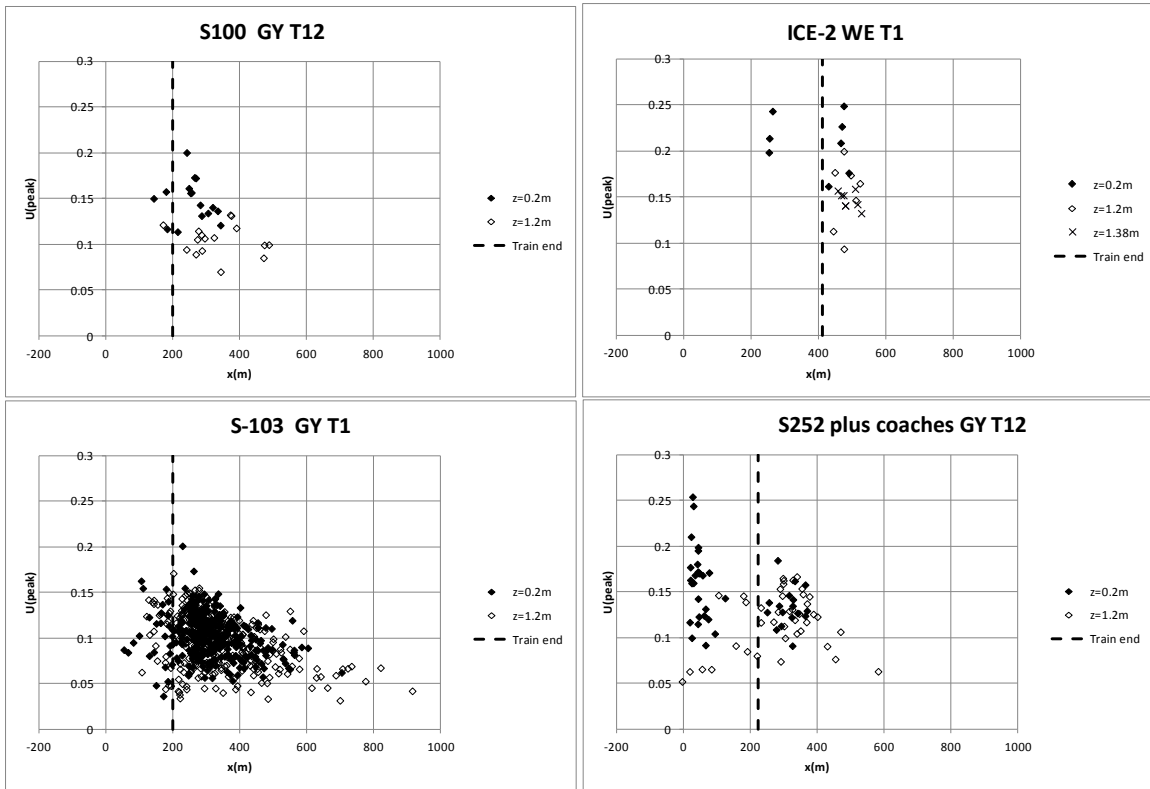 S100 GY T12
0.3
0.25
0.2
0.15
0.1
0.05
0
U(peak)
-200 0 200 400 600 800 1000
x(m)
z=0.2m
z=1.2m
Train end
ICE-2 WE T1
0.3
0.25
0.2
0.15
0.1
0.05
0
U(peak)
-200 0 200 400 600 800 1000
x(m)
z=0.2m
z=1.2m
z=1.38m
Train end
S-103 GY T1
0.3
0.25
0.2
0.15
0.1
0.05
0
U(peak)
-200 0 200 400 600 800 1000
x(m)
z=0.2m
z=1.2m
Train end
S252 plus coaches GY T12
0.3
0.25
0.2
0.15
0.1
0.05
0
U(peak)
-200 0 200 400 600 800 1000
x(m)
z=0.2m
z=1.2m
Train end